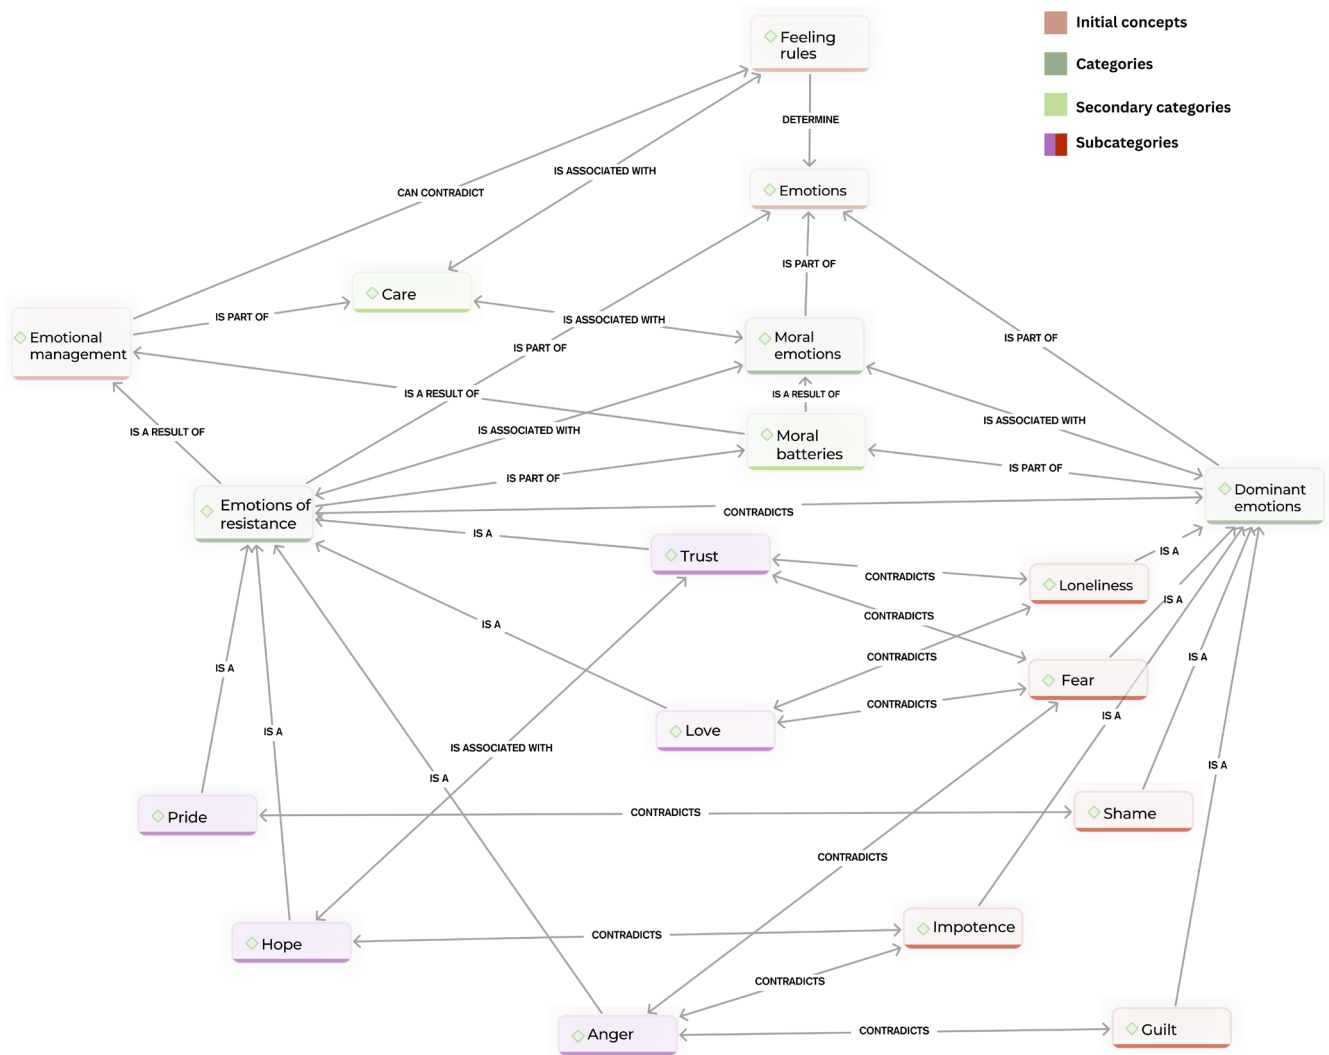 Feeling
rules
Initial concepts
Categories
Secondary categories
Subcategories
DETERMINE
IS ASSOCIATED WITH
CAN CONTRADICT
Emotions
IS PART OF
Care
IS PART OF
IS ASSOCIATED WITH
Emotional
management
IS PART OF
Moral
emotions
IS PART OF
IS A RESULT OF
IS A RESULT OF
IS ASSOCIATED WITH
IS A RESULT OF
IS ASSOCIATED WITH
Moral
batteries
IS PART OF
IS PART OF
Emotions of
resistance
Dominant
emotions
CONTRADICTS
IS A
Trust
IS A
CONTRADICTS
Loneliness
IS A
CONTRADICTS
IS A
CONTRADICTS
IS A
IS A
Fear
CONTRADICTS
IS A
Love
IS A
IS ASSOCIATED WITH
IS A
IS A
Pride
CONTRADICTS
Shame
CONTRADICTS
Hope
CONTRADICTS
Impotence
CONTRADICTS
Anger
CONTRADICTS
Guilt